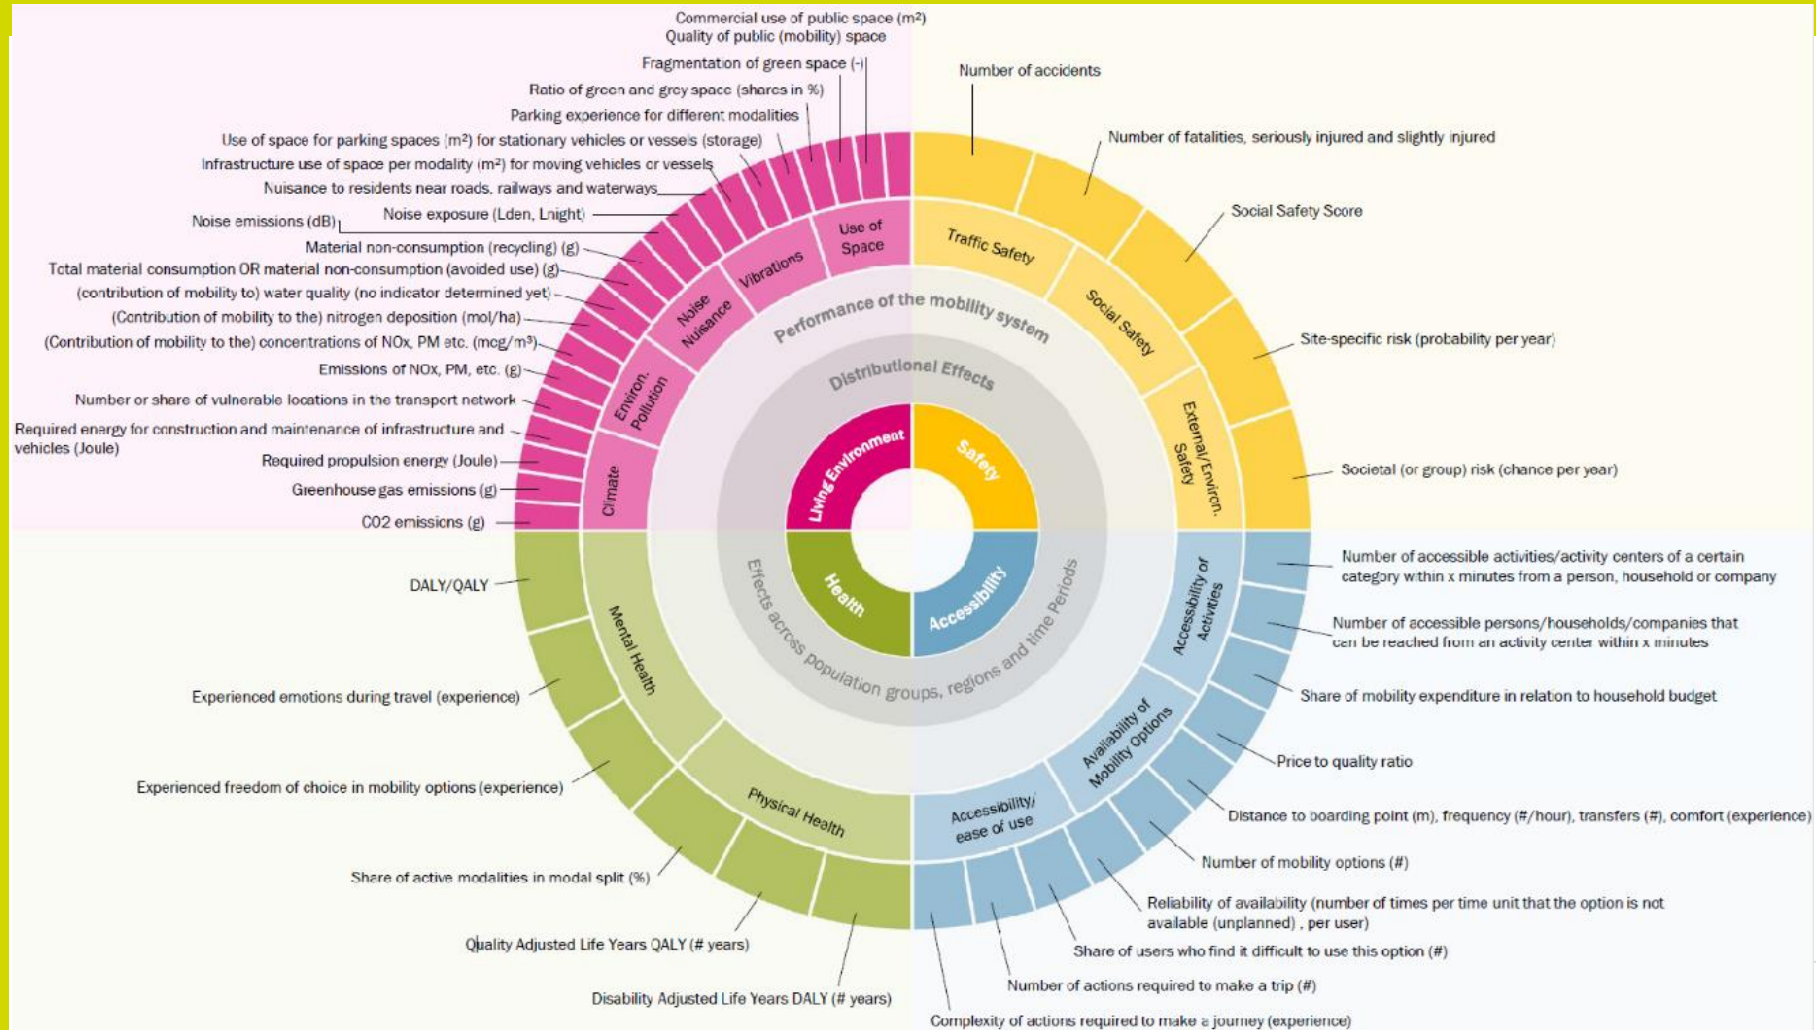 Commercial use of public space (m²)
Quality of public (mobility) space
Fragmentation of green space (-)
Ratio of green and grey space (shares in %)
Parking experience for different modalities
Use of space for parking spaces (m²) for stationary vehicles or vessels (storage)
Infrastructure use of space per modality (m²) for moving vehicles or vessels
Nuisance to residents near roads, railways and waterways
Noise exposure (Lden, Lnight)
Noise emissions (dB)
Material non-consumption (recycling) (g)
Total material consumption OR material non-consumption (avoided use) (g)
(contribution of mobility to) water quality (no indicator determined yet)
(Contribution of mobility to the) nitrogen deposition (mol/ha)
(Contribution of mobility to the) concentrations of NOx, PM etc. (mcg/m³)
Emissions of NOx, PM, etc. (g)
Number or share of vulnerable locations in the transport network
Required energy for construction and maintenance of infrastructure and
vehicles (Joule)
Required propulsion energy (Joule)
Greenhouse gas emissions (g)
CO2 emissions (g)
Number of accidents
Number of fatalities, seriously injured and slightly injured
Social Safety Score
Site-specific risk (probability per year)
Societal (or group) risk (chance per year)
Use of
Space
Vibrations
Noise
Nuisance
Environ.
Pollution
Climate
Traffic Safety
Social Safety
External/Environ.
Safety
Performance of the mobility system
Distributional Effects
Living Environment
Safety
Health
Accessibility
Effects across population groups, regions and time Periods
Mental Health
Physical Health
Accessibility of
Activities
Availability of
Mobility Options
Accessibility/
ease of use
DALY/QALY
Experienced emotions during travel (experience)
Experienced freedom of choice in mobility options (experience)
Share of active modalities in modal split (%)
Quality Adjusted Life Years QALY (# years)
Disability Adjusted Life Years DALY (# years)
Number of accessible activities/activity centers of a certain
category within x minutes from a person, household or company
Number of accessible persons/households/companies that
can be reached from an activity center within x minutes
Share of mobility expenditure in relation to household budget
Price to quality ratio
Distance to boarding point (m), frequency (#/hour), transfers (#), comfort (experience)
Number of mobility options (#)
Reliability of availability (number of times per time unit that the option is not
available (unplanned) , per user)
Share of users who find it difficult to use this option (#)
Number of actions required to make a trip (#)
Complexity of actions required to make a journey (experience)